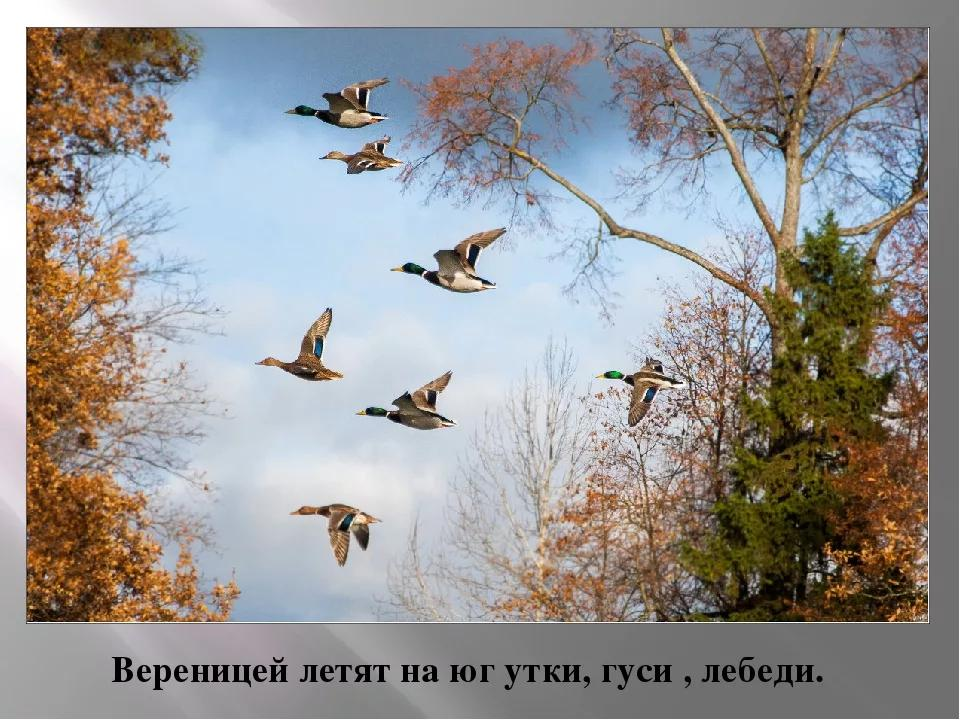 Вереницей летят на юг утки, гуси , лебеди.